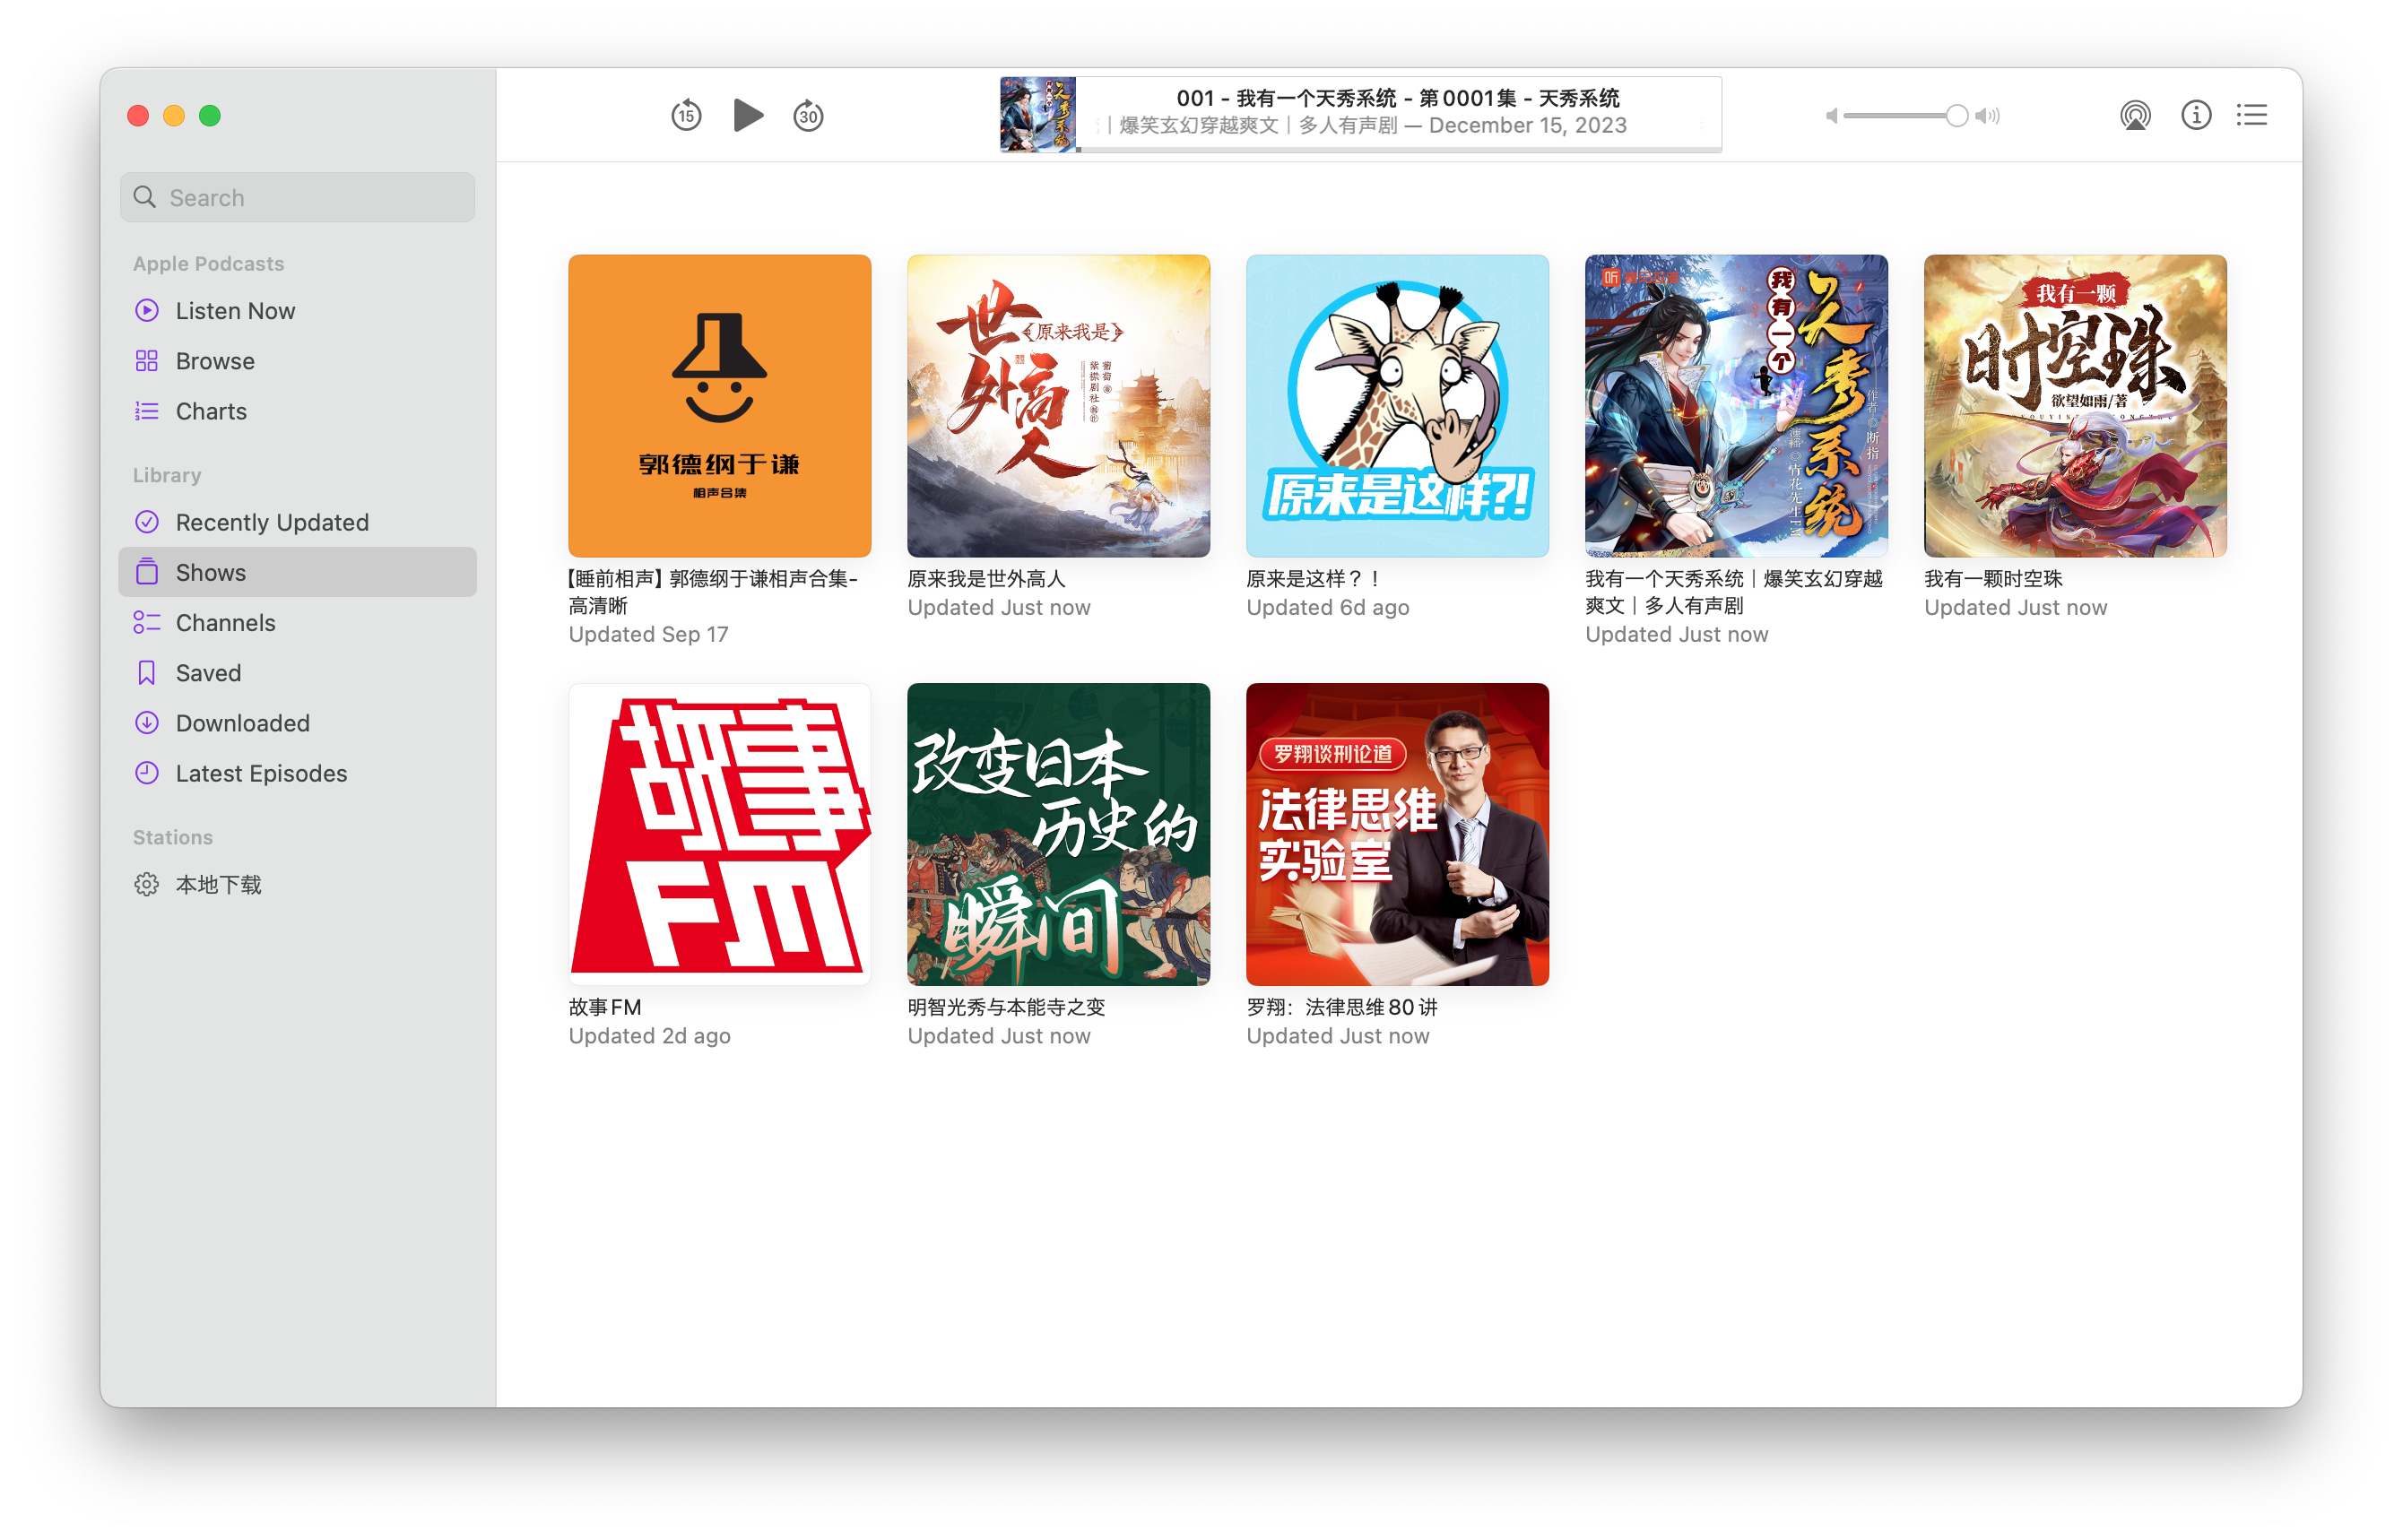 15
30
001 - 我有一个天秀系统 - 第0001集 - 天秀系统
｜爆笑玄幻穿越爽文｜多人有声剧 — December 15, 2023
Search
Apple Podcasts
Listen Now
Browse
Charts
Library
Recently Updated
Shows
Channels
Saved
Downloaded
Latest Episodes
Stations
本地下载
郭德纲于谦
相声合集
【睡前相声】郭德纲于谦相声合集-
高清晰
Updated Sep 17
《原来我是》
世外高人
原来我是世外高人
Updated Just now
原来是这样?!
原来是这样？！
Updated 6d ago
我有一个
天秀系统
我有一个天秀系统｜爆笑玄幻穿越
爽文｜多人有声剧
Updated Just now
我有一颗
时空珠
欲望如雨/著
我有一颗时空珠
Updated Just now
故事
FM
故事FM
Updated 2d ago
改变日本
历史的
瞬间
明智光秀与本能寺之变
Updated Just now
罗翔谈刑论道
法律思维
实验室
罗翔：法律思维80讲
Updated Just now